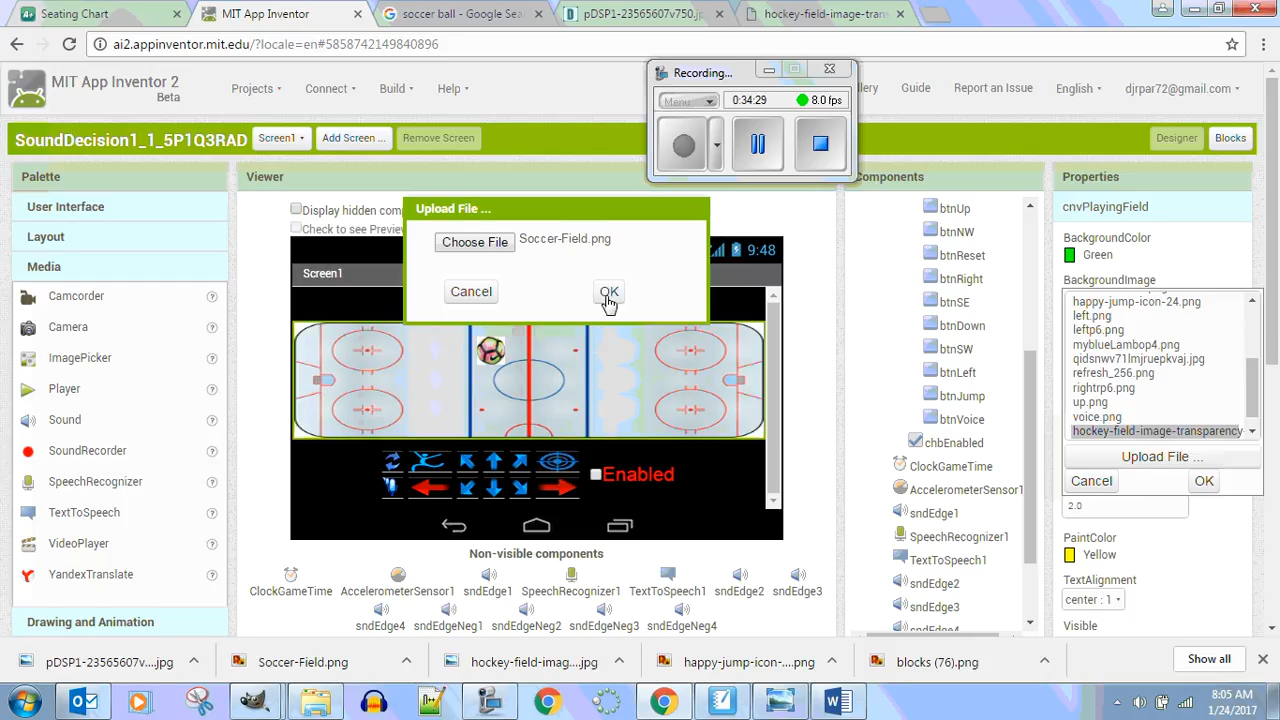 Seating Chart
MIT App Inventor
soccer ball - Google Sea
pDSP1-23565607v750.j
hockey-field-image-trans
ai2.appinventor.mit.edu/?locale=en#5858742149840896
MIT App Inventor 2
Beta
Projects
Connect
Build
Help
Guide
Report an Issue
English
djrpar72@gmail.com
Recording...
Menu
0:34:29
8.0 fps
SoundDecision1_1_5P1Q3RAD
Screen1
Add Screen ...
Remove Screen
Designer
Blocks
Palette
User Interface
Layout
Media
Camcorder
Camera
ImagePicker
Player
Sound
SoundRecorder
SpeechRecognizer
TextToSpeech
VideoPlayer
YandexTranslate
Drawing and Animation
Viewer
Display hidden com
Check to see Preview
Upload File ...
Choose File
Soccer-Field.png
Cancel
OK
9:48
Screen1
Enabled
Non-visible components
ClockGameTime
AccelerometerSensor1
sndEdge1
SpeechRecognizer1
TextToSpeech1
sndEdge2
sndEdge3
sndEdge4
sndEdgeNeg1
sndEdgeNeg2
sndEdgeNeg3
sndEdgeNeg4
Components
btnUp
btnNW
btnReset
btnRight
btnSE
btnDown
btnSW
btnLeft
btnJump
btnVoice
chbEnabled
ClockGameTime
AccelerometerSensor1
sndEdge1
SpeechRecognizer1
TextToSpeech1
sndEdge2
sndEdge3
Properties
cnvPlayingField
BackgroundColor
Green
BackgroundImage
happy-jump-icon-24.png
left.png
leftp6.png
myblueLambop4.png
qidsnwv71lmjruepkvaj.jpg
refresh_256.png
rightrp6.png
up.png
voice.png
hockey-field-image-transparency
Upload File ...
Cancel
OK
2.0
PaintColor
Yellow
TextAlignment
center : 1
Visible
pDSP1-23565607v....jpg
Soccer-Field.png
hockey-field-imag....jpg
happy-jump-icon-....png
blocks (76).png
Show all
8:05 AM
1/24/2017